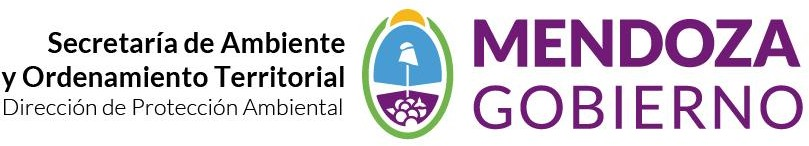 Secretaría de Ambiente
y Ordenamiento Territorial
Dirección de Protección Ambiental
MENDOZA
GOBIERNO